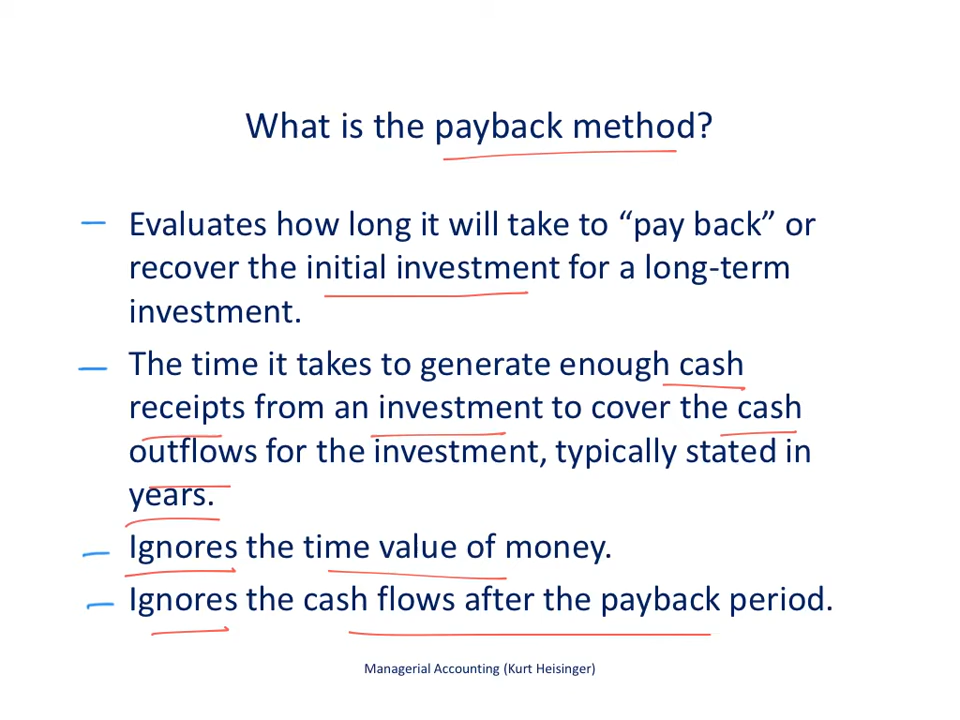 What is the payback method?
Evaluates how long it will take to “pay back” or
recover the initial investment for a long-term
investment.
The time it takes to generate enough cash
receipts from an investment to cover the cash
outflows for the investment, typically stated in
years.
Ignores the time value of money.
Ignores the cash flows after the payback period.
Managerial Accounting (Kurt Heisinger)